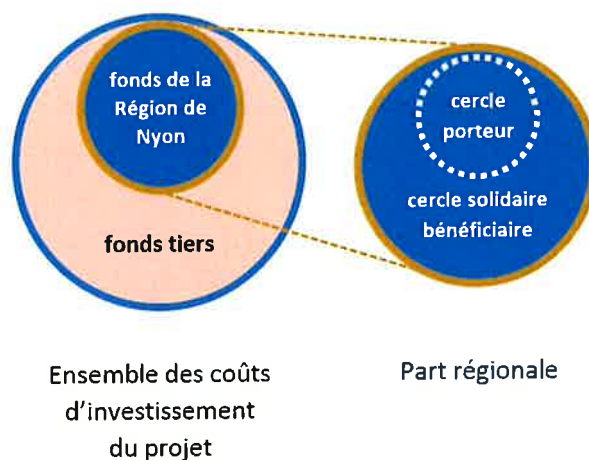 fonds de la
Région de
Nyon
fonds tiers
cercle
porteur
cercle solidaire
bénéficiaire
Ensemble des coûts
d'investissement
du projet
Part régionale